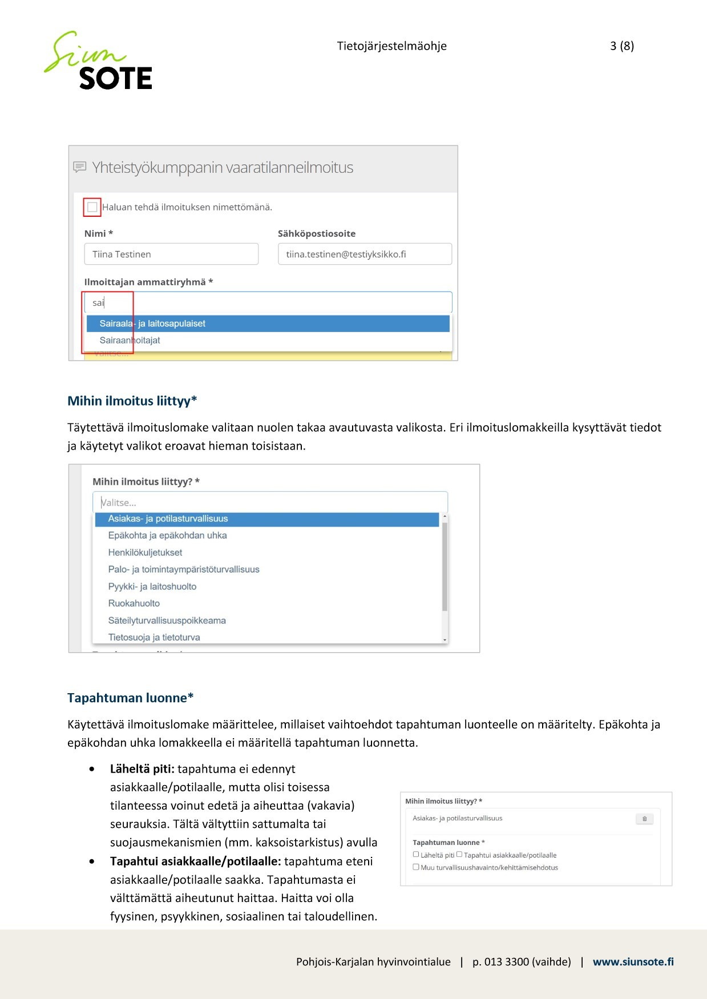 Siun
SOTE
Tietojärjestelmäohje
3 (8)
Yhteistyökumppanin vaaratilanneilmoitus
Haluan tehdä ilmoituksen nimettömänä.
Nimi * Sähköpostiosoite
Tiina Testinen tiina.testinen@testiyksikko.fi
Ilmoittajan ammattiryhmä *
sai
Sairaala- ja laitosapulaiset
Sairaanhoitajat
Valitse...
Mihin ilmoitus liittyy*
Täytettävä ilmoituslomake valitaan nuolen takaa avautuvasta valikosta. Eri ilmoituslomakkeilla kysyttävät tiedot
ja käytetyt valikot eroavat hieman toisistaan.
Mihin ilmoitus liittyy? *
Valitse...
Asiakas- ja potilasturvallisuus
Epäkohta ja epäkohdan uhka
Henkilökuljetukset
Palo- ja toimintaympäristöturvallisuus
Pyykki- ja laitoshuolto
Ruokahuolto
Säteilyturvallisuuspoikkeama
Tietosuoja ja tietoturva
Tapahtuman luonne*
Käytettävä ilmoituslomake määrittelee, millaiset vaihtoehdot tapahtuman luonteelle on määritelty. Epäkohta ja
epäkohdan uhka lomakkeella ei määritellä tapahtuman luonnetta.
• Läheltä piti: tapahtuma ei edennyt
asiakkaalle/potilaalle, mutta olisi toisessa
tilanteessa voinut edetä ja aiheuttaa (vakavia)
seurauksia. Tältä vältyttiin sattumalta tai
suojausmekanismien (mm. kaksoistarkistus) avulla
• Tapahtui asiakkaalle/potilaalle: tapahtuma eteni
asiakkaalle/potilaalle saakka. Tapahtumasta ei
välttämättä aiheutunut haittaa. Haitta voi olla
fyysinen, psyykkinen, sosiaalinen tai taloudellinen.
Mihin ilmoitus liittyy? *
Asiakas- ja potilasturvallisuus
Tapahtuman luonne *
Läheltä piti Tapahtui asiakkaalle/potilaalle
Muu turvallisuushavainto/kehittämisehdotus
Pohjois-Karjalan hyvinvointialue | p. 013 3300 (vaihde) | www.siunsote.fi